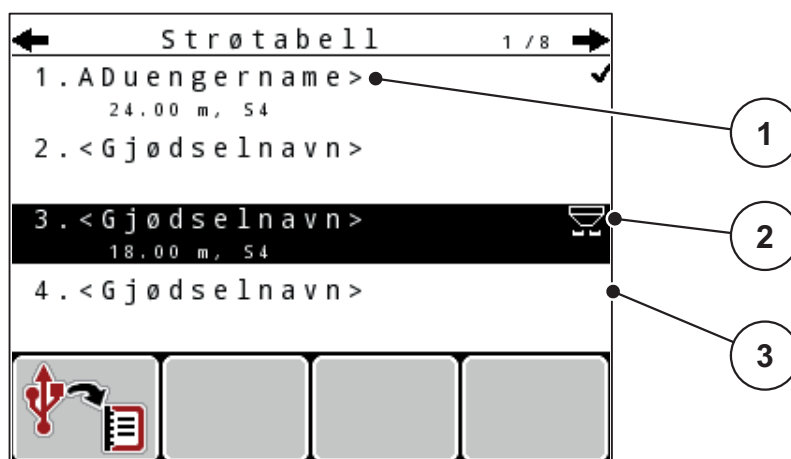 Strøtabell 1/8
1.ADuengername>
24.00 m, S4
2.<Gjødselnavn>
3.<Gjødselnavn>
18.00 m, S4
4.<Gjødselnavn>
1
2
3